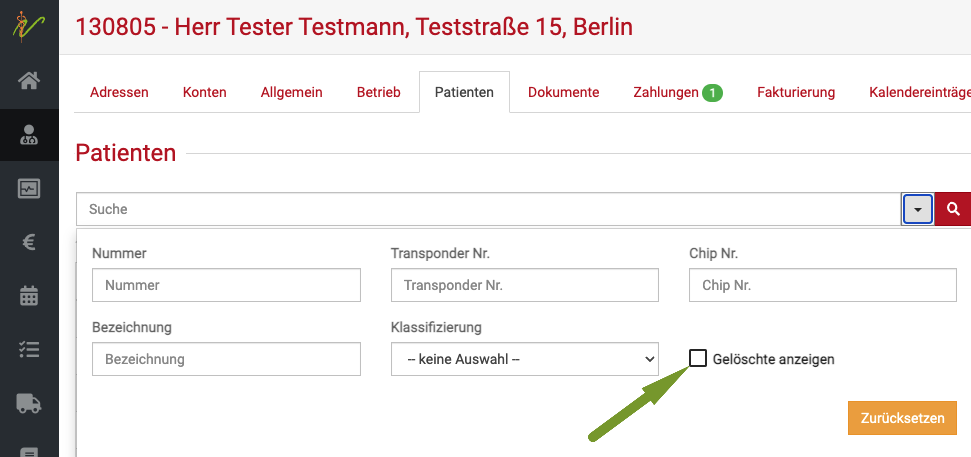 130805 - Herr Tester Testmann, Teststraße 15, Berlin
Adressen Konten Allgemein Betrieb Patienten Dokumente Zahlungen 1 Fakturierung Kalendereinträge
Patienten
Suche
Nummer Transponder Nr. Chip Nr.
Nummer Transponder Nr. Chip Nr.
Bezeichnung Klassifizierung
Bezeichnung -- keine Auswahl -- Gelöschte anzeigen
Zurücksetzen